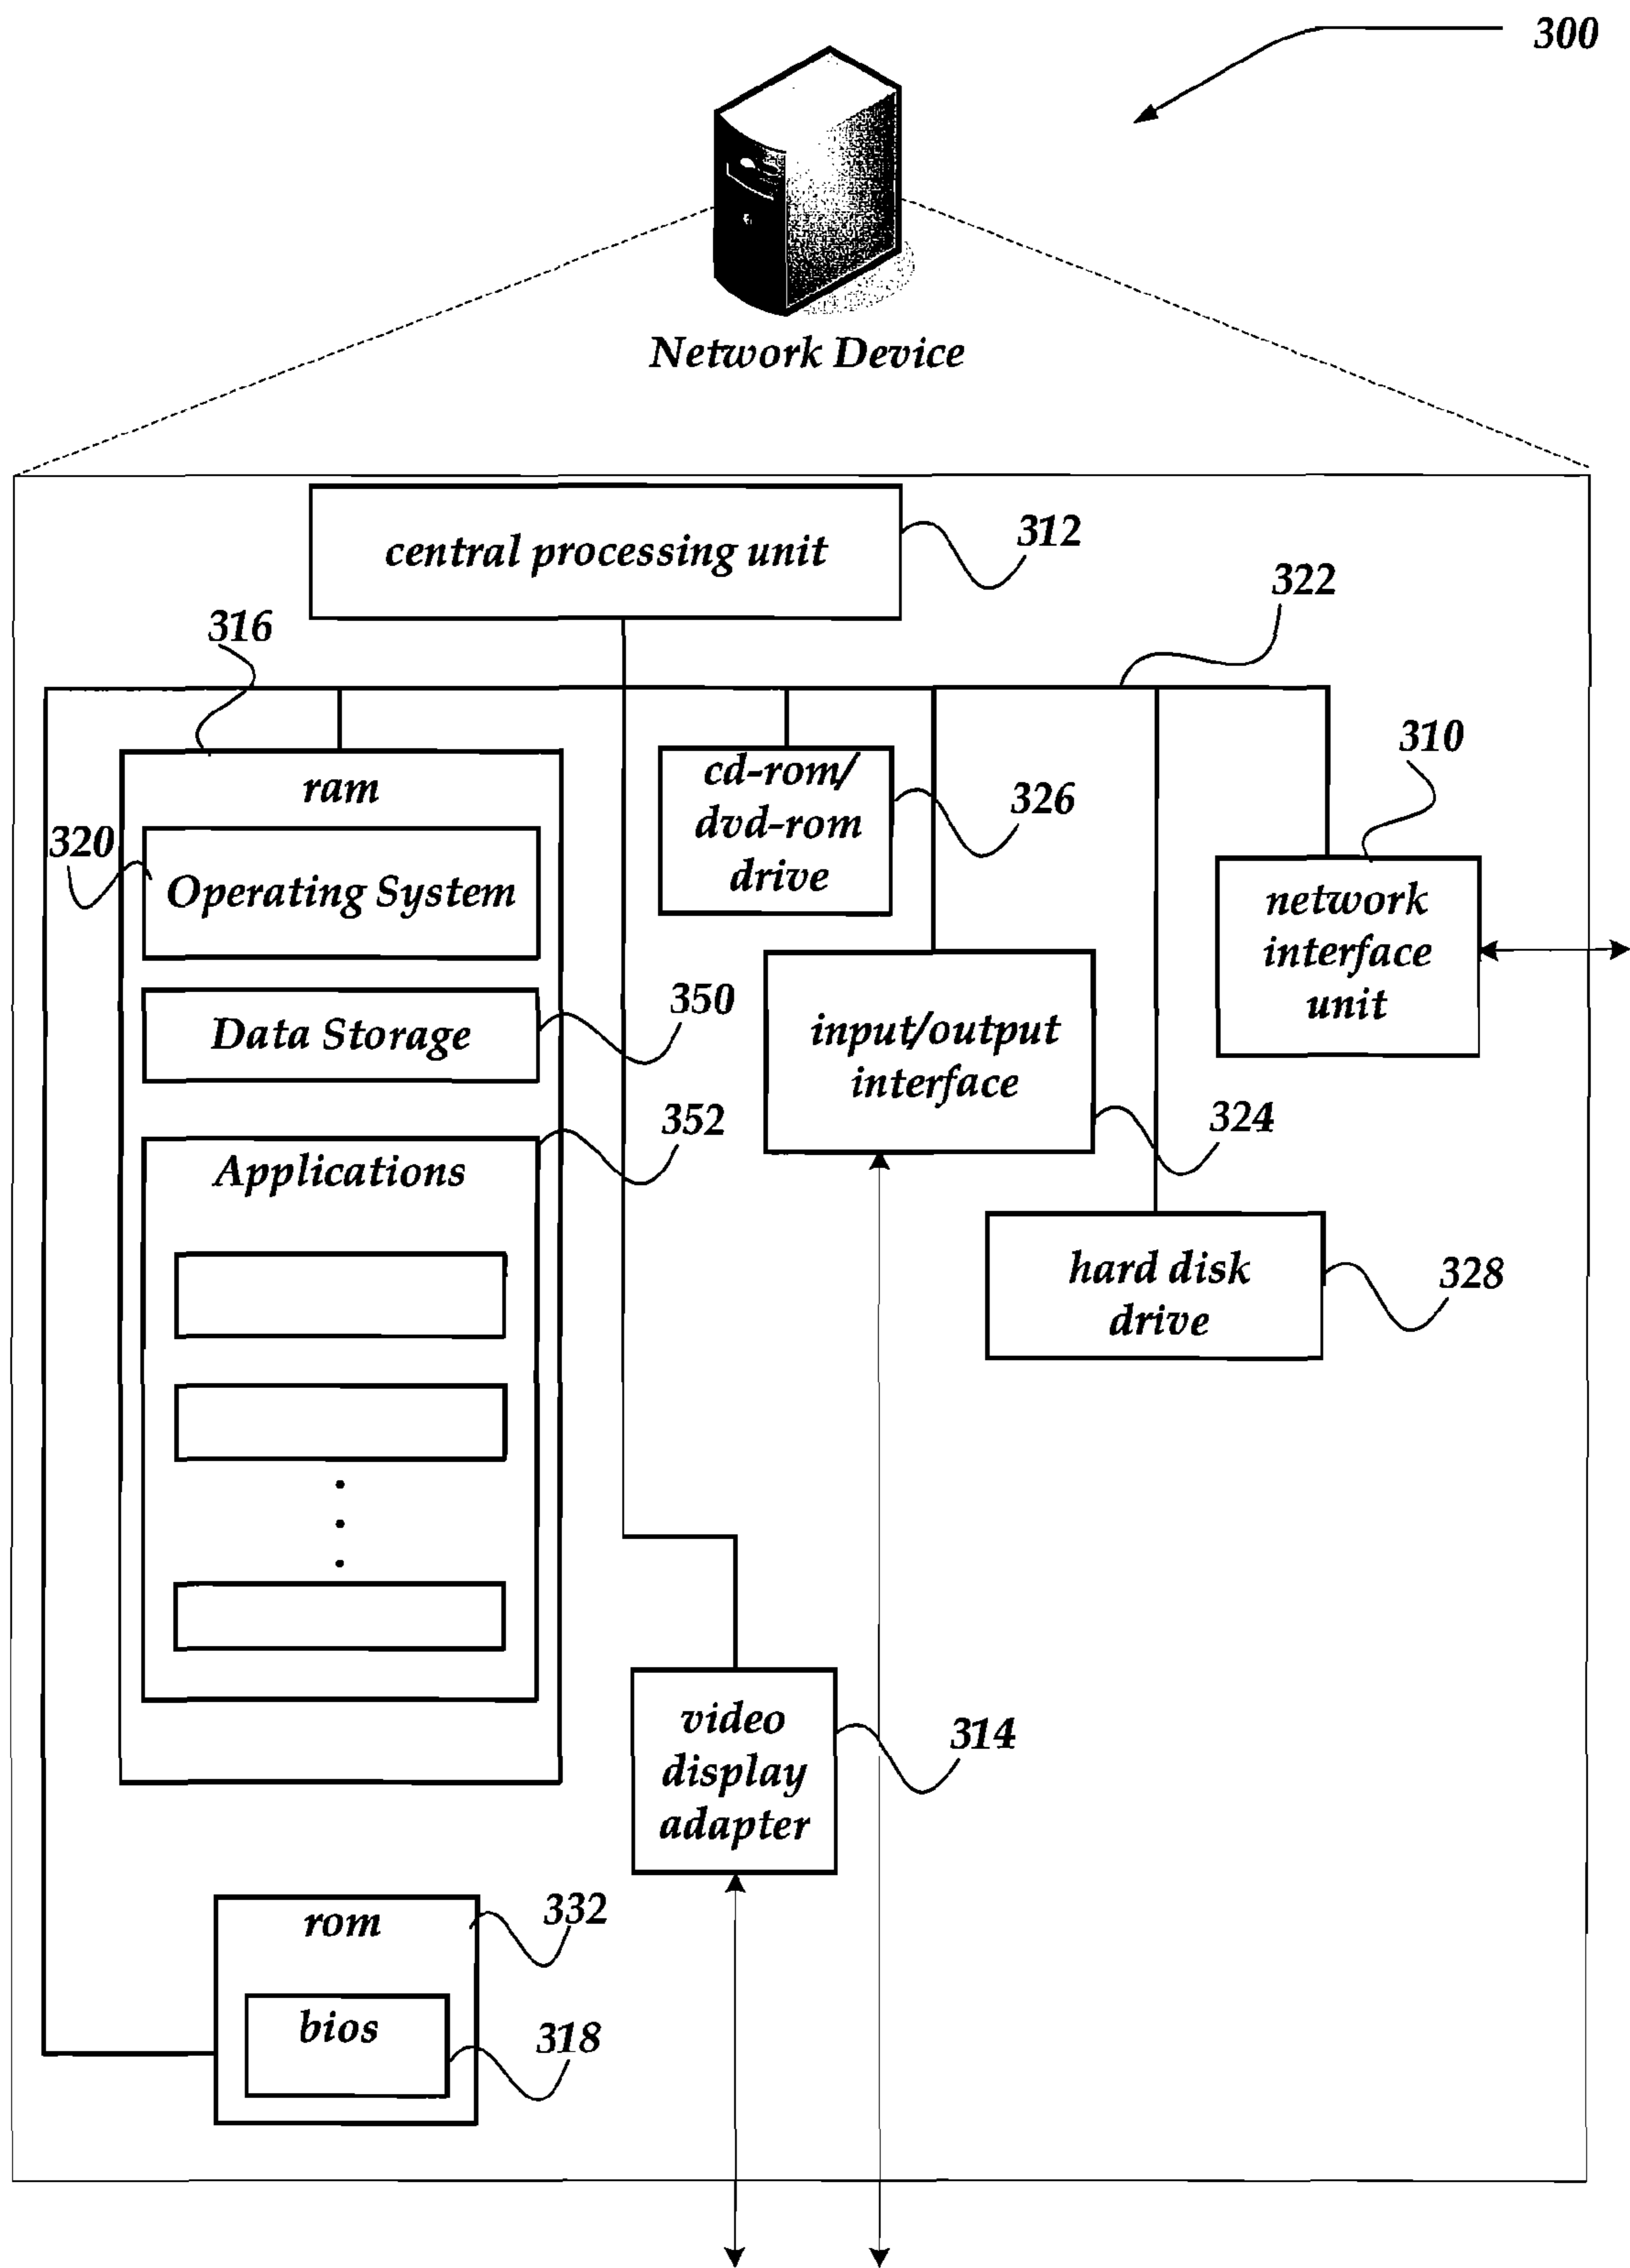 300
Network Device
central processing unit
312
322
316
310
ram
cd-rom/
dvd-rom
drive
326
320
Operating System
network
interface
unit
Data Storage
350
input/output
interface
324
352
Applications
hard disk
drive
328
video
display
adapter
314
rom
332
bios
318